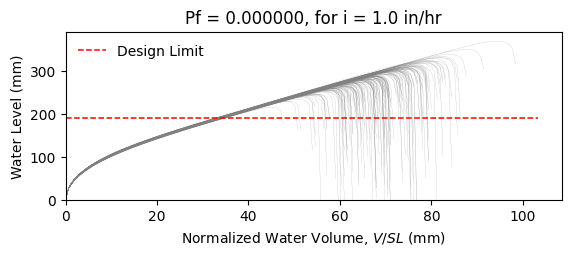 Pf = 0.000000, for i = 1.0 in/hr
Design Limit
Water Level (mm)
300
200
100
0
0 20 40 60 80 100
Normalized Water Volume, V/SL (mm)